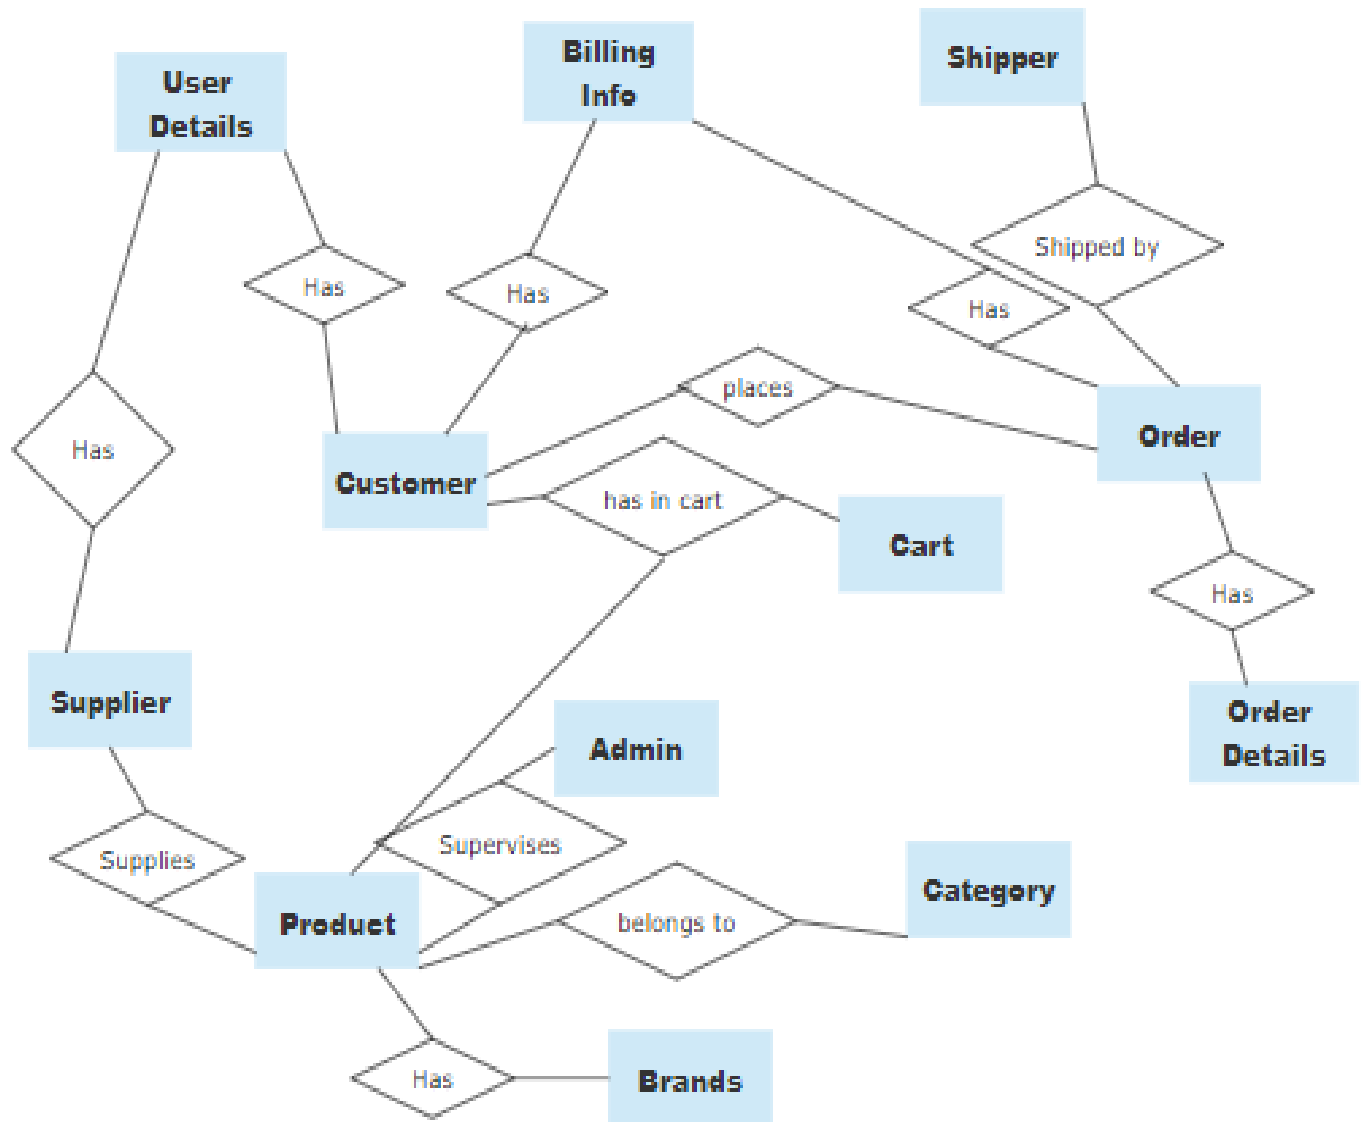 Billing
Info
Shipper
User
Details
Shipped by
Has
Has
Has
places
Order
Has
Customer
has in cart
Cart
Has
Supplier
Order
Details
Admin
Supplies
Supervises
Category
Product
belongs to
Has
Brands